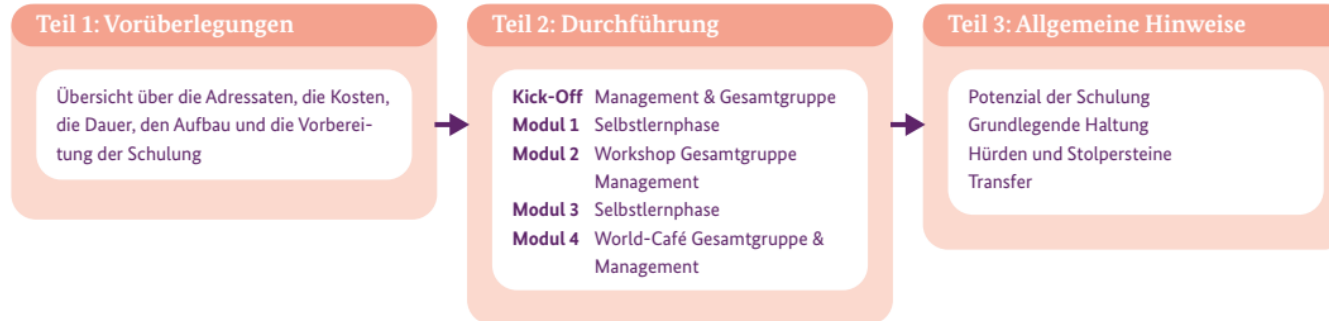 Teil 1: Vorüberlegungen
Übersicht über die Adressaten, die Kosten,
die Dauer, den Aufbau und die Vorberei-
tung der Schulung
Teil 2: Durchführung
Kick-Off Management & Gesamtgruppe
Modul 1 Selbstlernphase
Modul 2 Workshop Gesamtgruppe
Management
Modul 3 Selbstlernphase
Modul 4 World-Café Gesamtgruppe &
Management
Teil 3: Allgemeine Hinweise
Potenzial der Schulung
Grundlegende Haltung
Hürden und Stolpersteine
Transfer